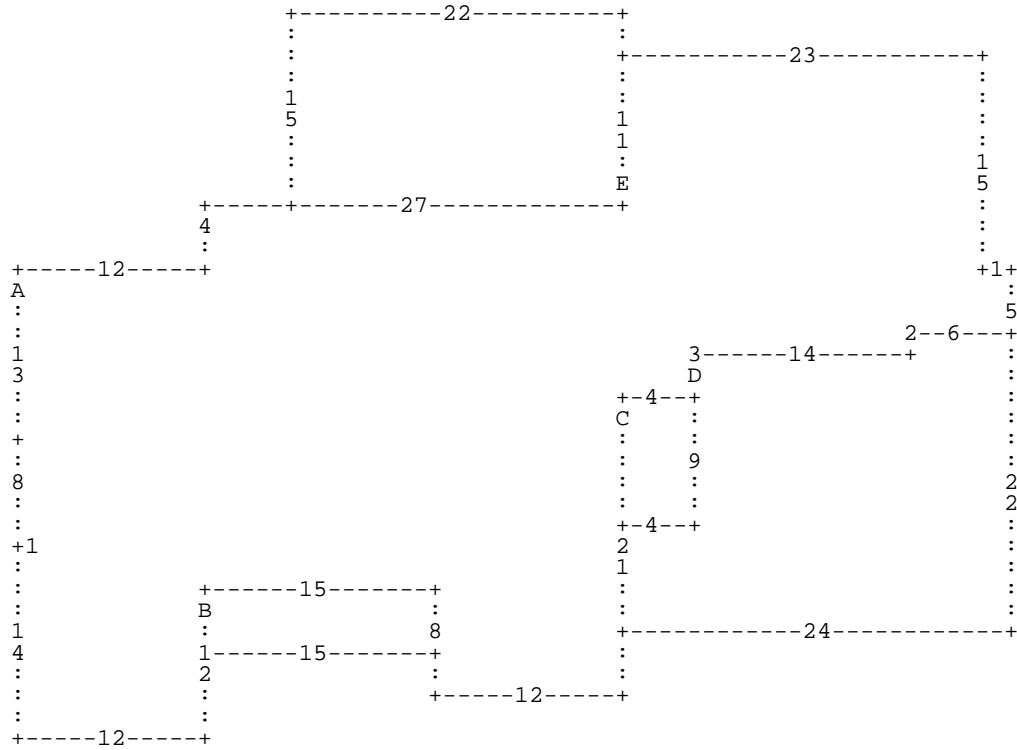 +----------22----------+
                   :                      :
                   :                      +-----------23-----------+
                   :                      :                        :
                   1                      :                        :
                   5                      1                        :
                   :                      1                        :
                   :                      :                        1
                   :                      E                        5
             +-----+-------27-------------+                        :
             4                                                     :
             :                                                     :
+-----12-----+                                                     +1+
A                                                                    :
:                                                                    5
:                                                             2--6---+
1                                              3------14------+      :
3                                              D                     :
:                                         +-4--+                     :
:                                         C    :                     :
+                                         :    :                     :
:                                         :    9                     :
8                                         :    :                     2
:                                         :    :                     2
:                                         +-4--+                     :
+1                                        2                          :
:                                         1                          :
:            +------15-------+            :                          :
:            B               :            :                          :
1            :               8            +------------24------------+
4            1------15-------+            :
:            2               :            :
:            :               +-----12-----+
:            :
+-----12-----+